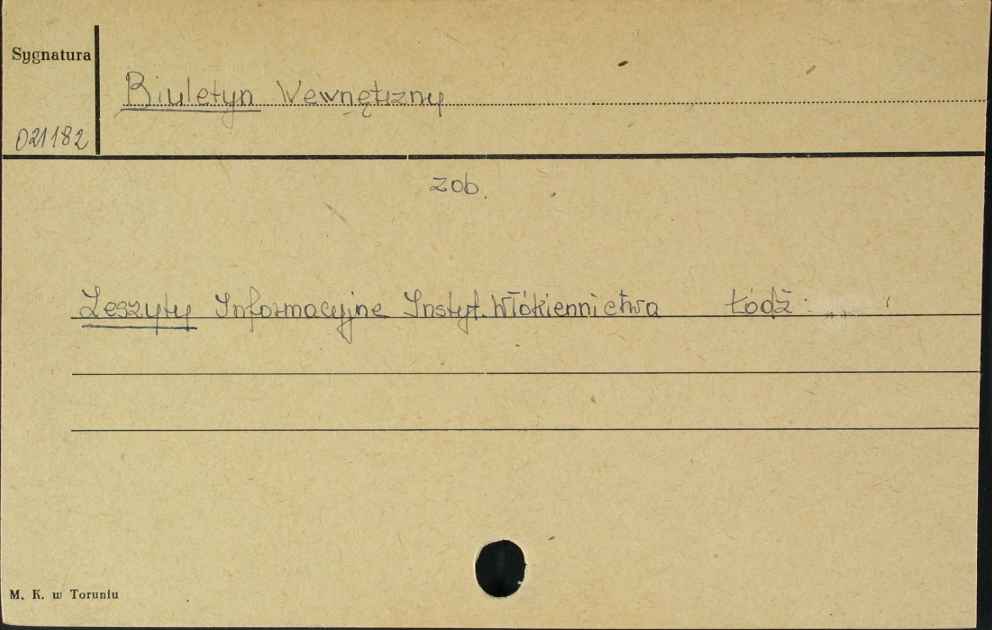 Sygnatura
Biuletyn Wewnętrzny
021182
zob.
Zeszyty Informacyjne Instyt. Włókiennictwa Łódź
M. K. w Toruniu